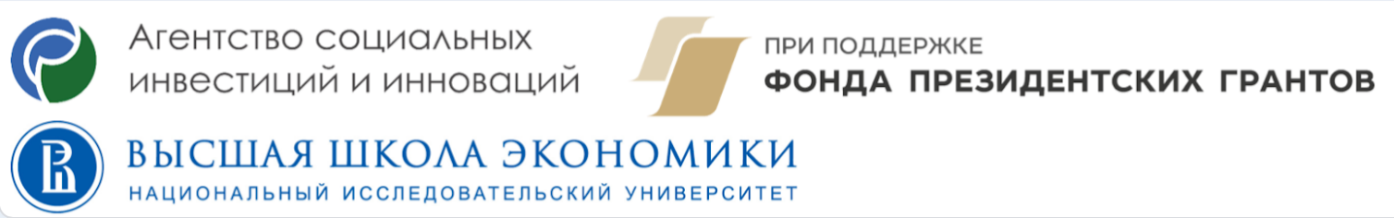 Агентство социальных
инвестиций и инноваций
ПРИ ПОДДЕРЖКЕ
ФОНДА ПРЕЗИДЕНТСКИХ ГРАНТОВ
ВЫСШАЯ ШКОЛА ЭКОНОМИКИ
НАЦИОНАЛЬНЫЙ ИССЛЕДОВАТЕЛЬСКИЙ УНИВЕРСИТЕТ